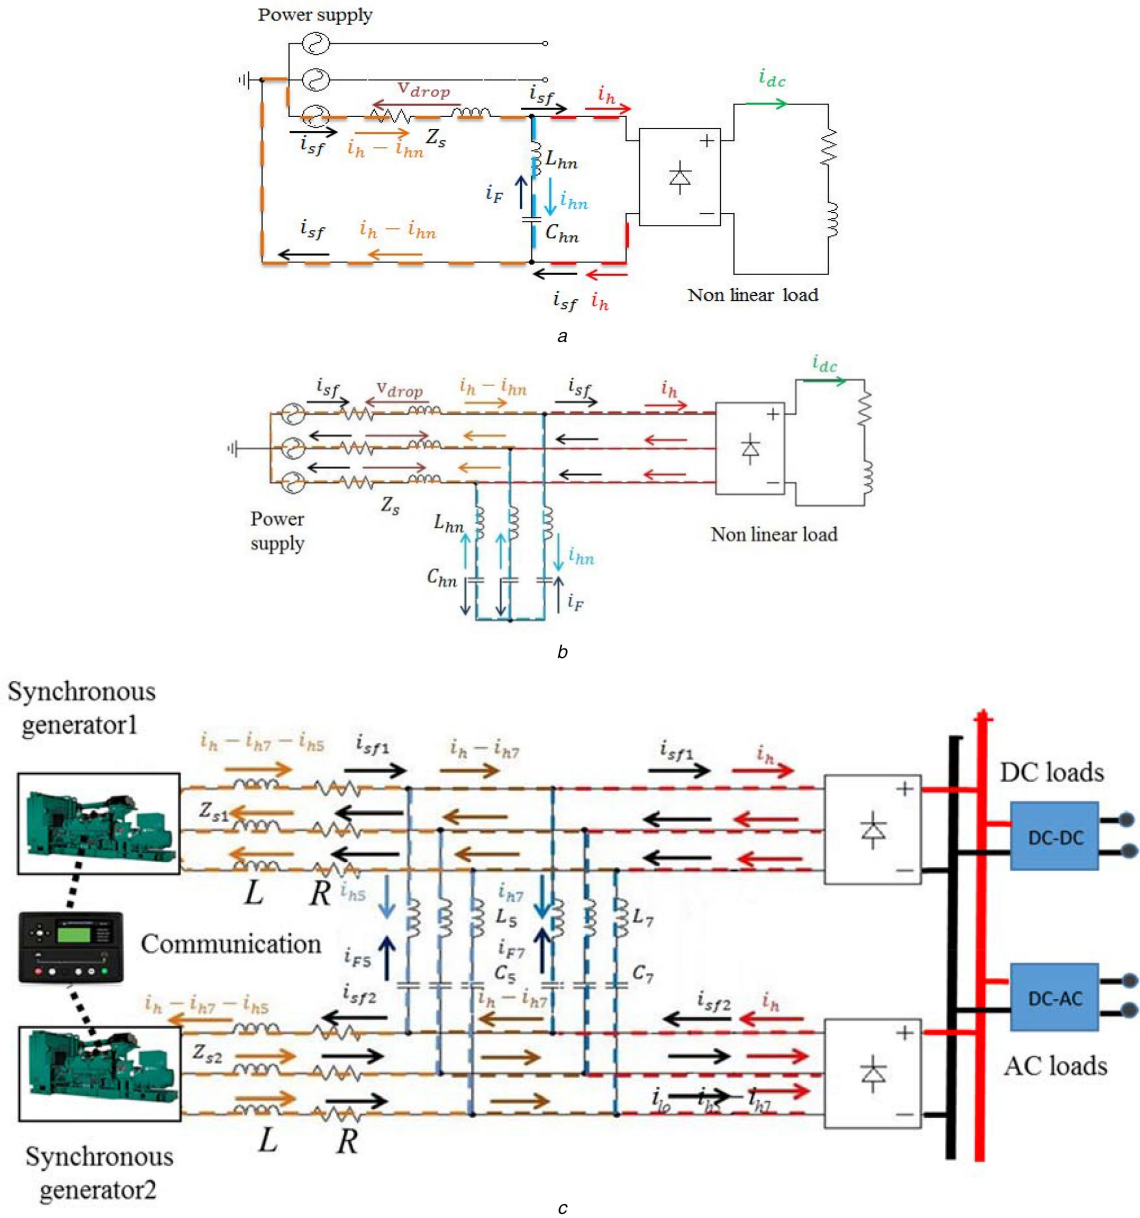 Power supply
v_drop
i_sf
i_h
i_dc
i_sf
i_h − i_hn
Z_s
L_hn
+
i_F
i_hn
−
i_sf
i_h − i_hn
C_hn
i_sf
i_h
Non linear load
a
i_dc
i_sf
v_drop
i_h − i_hn
i_sf
i_h
+
−
Z_s
Power
supply
L_hn
Non linear load
C_hn
i_hn
i_F
b
Synchronous
generator1
i_h − i_h7 − i_h5
i_sf1
i_h − i_h7
i_sf1
i_h
+
DC loads
Z_s1
DC-DC
−
L
R
i_h5
i_h7
L_5
L_7
Communication
i_F5
i_F7
C_5
C_7
i_h − i_h7 − i_h5
i_sf2
i_h − i_h7
i_sf2
i_h
DC-AC
+
Z_s2
AC loads
−
L
R
Synchronous
generator2
c